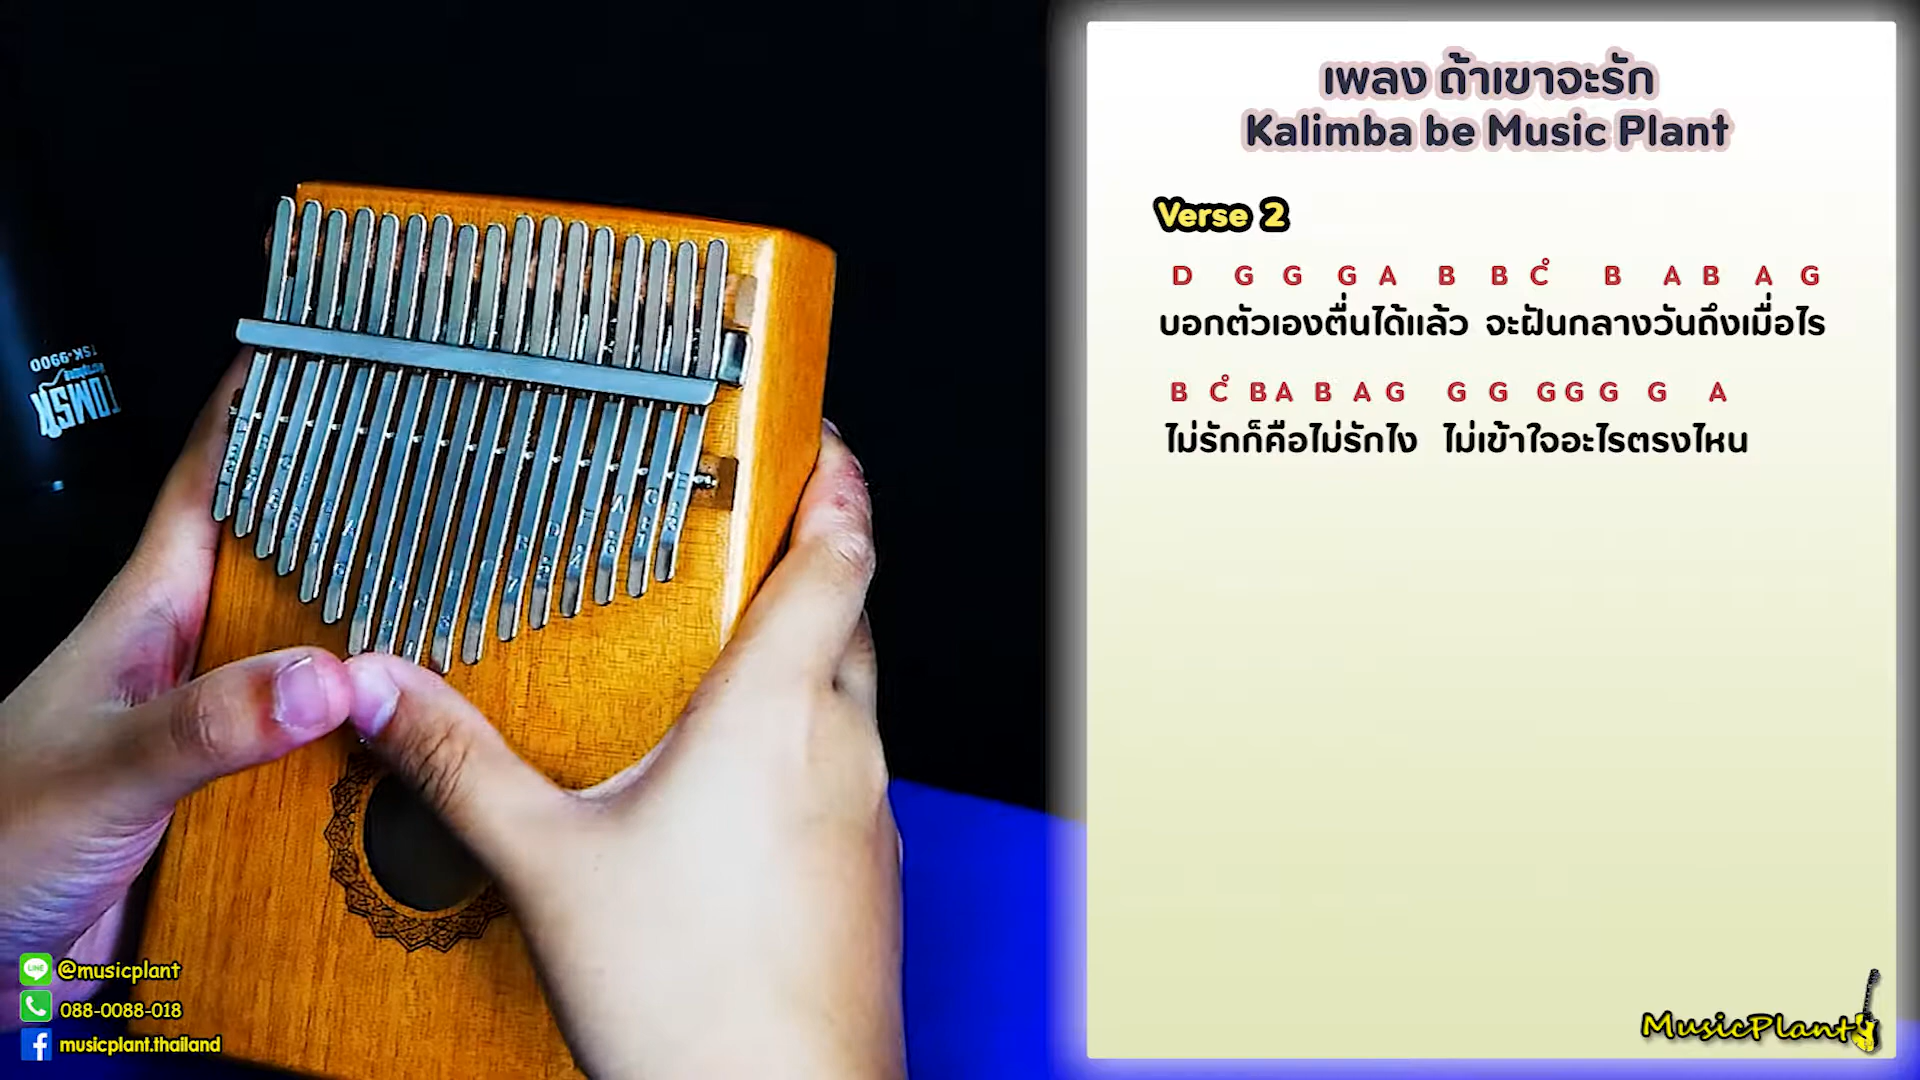 เพลง ถ้าเขาจะรัก
Kalimba be Music Plant
Verse 2
D G G G A B B Ċ B A B A G
บอกตัวเองตื่นได้แล้ว จะฝันกลางวันถึงเมื่อไร
B Ċ B A B A G G G G G G G A
ไม่รักก็คือไม่รักไง ไม่เข้าใจอะไรตรงไหน
TOMSK
TSK-9900
LINE
@musicplant
088-0088-018
musicplant.thailand
MusicPlant